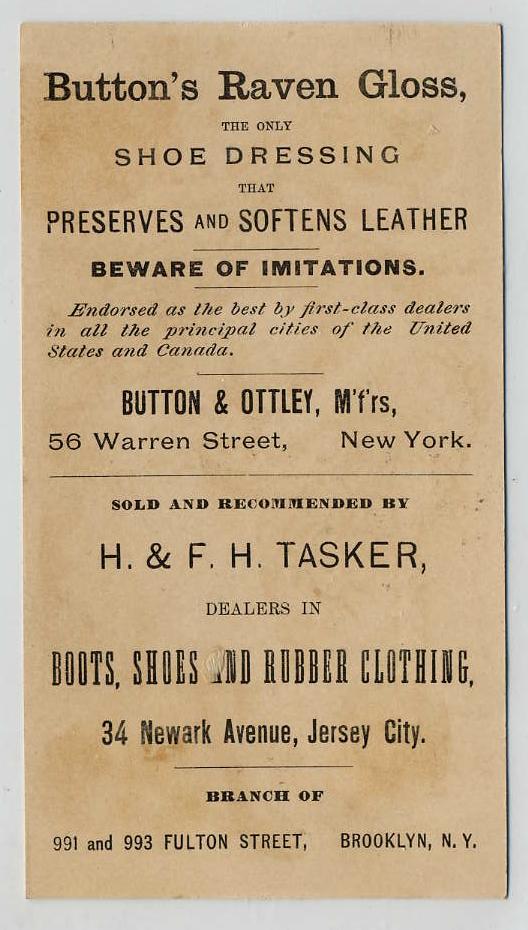 Button's Raven Gloss,
THE ONLY
SHOE DRESSING
THAT
PRESERVES AND SOFTENS LEATHER
BEWARE OF IMITATIONS.
Endorsed as the best by first-class dealers
in all the principal cities of the United
States and Canada.
BUTTON & OTTLEY, M'f'rs,
56 Warren Street, New York.
SOLD AND RECOMMENDED BY
H. & F. H. TASKER,
DEALERS IN
BOOTS, SHOES AND RUBBER CLOTHING,
34 Newark Avenue, Jersey City.
BRANCH OF
991 and 993 FULTON STREET, BROOKLYN, N. Y.